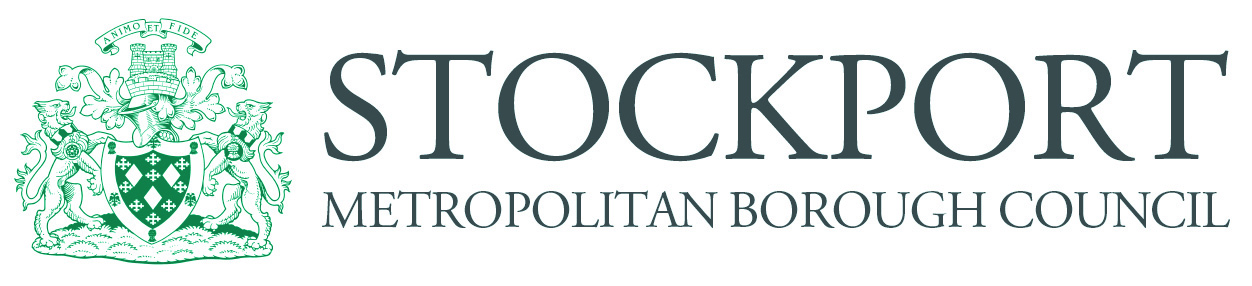 ANIMO ET FIDE
STOCKPORT
METROPOLITAN BOROUGH COUNCIL